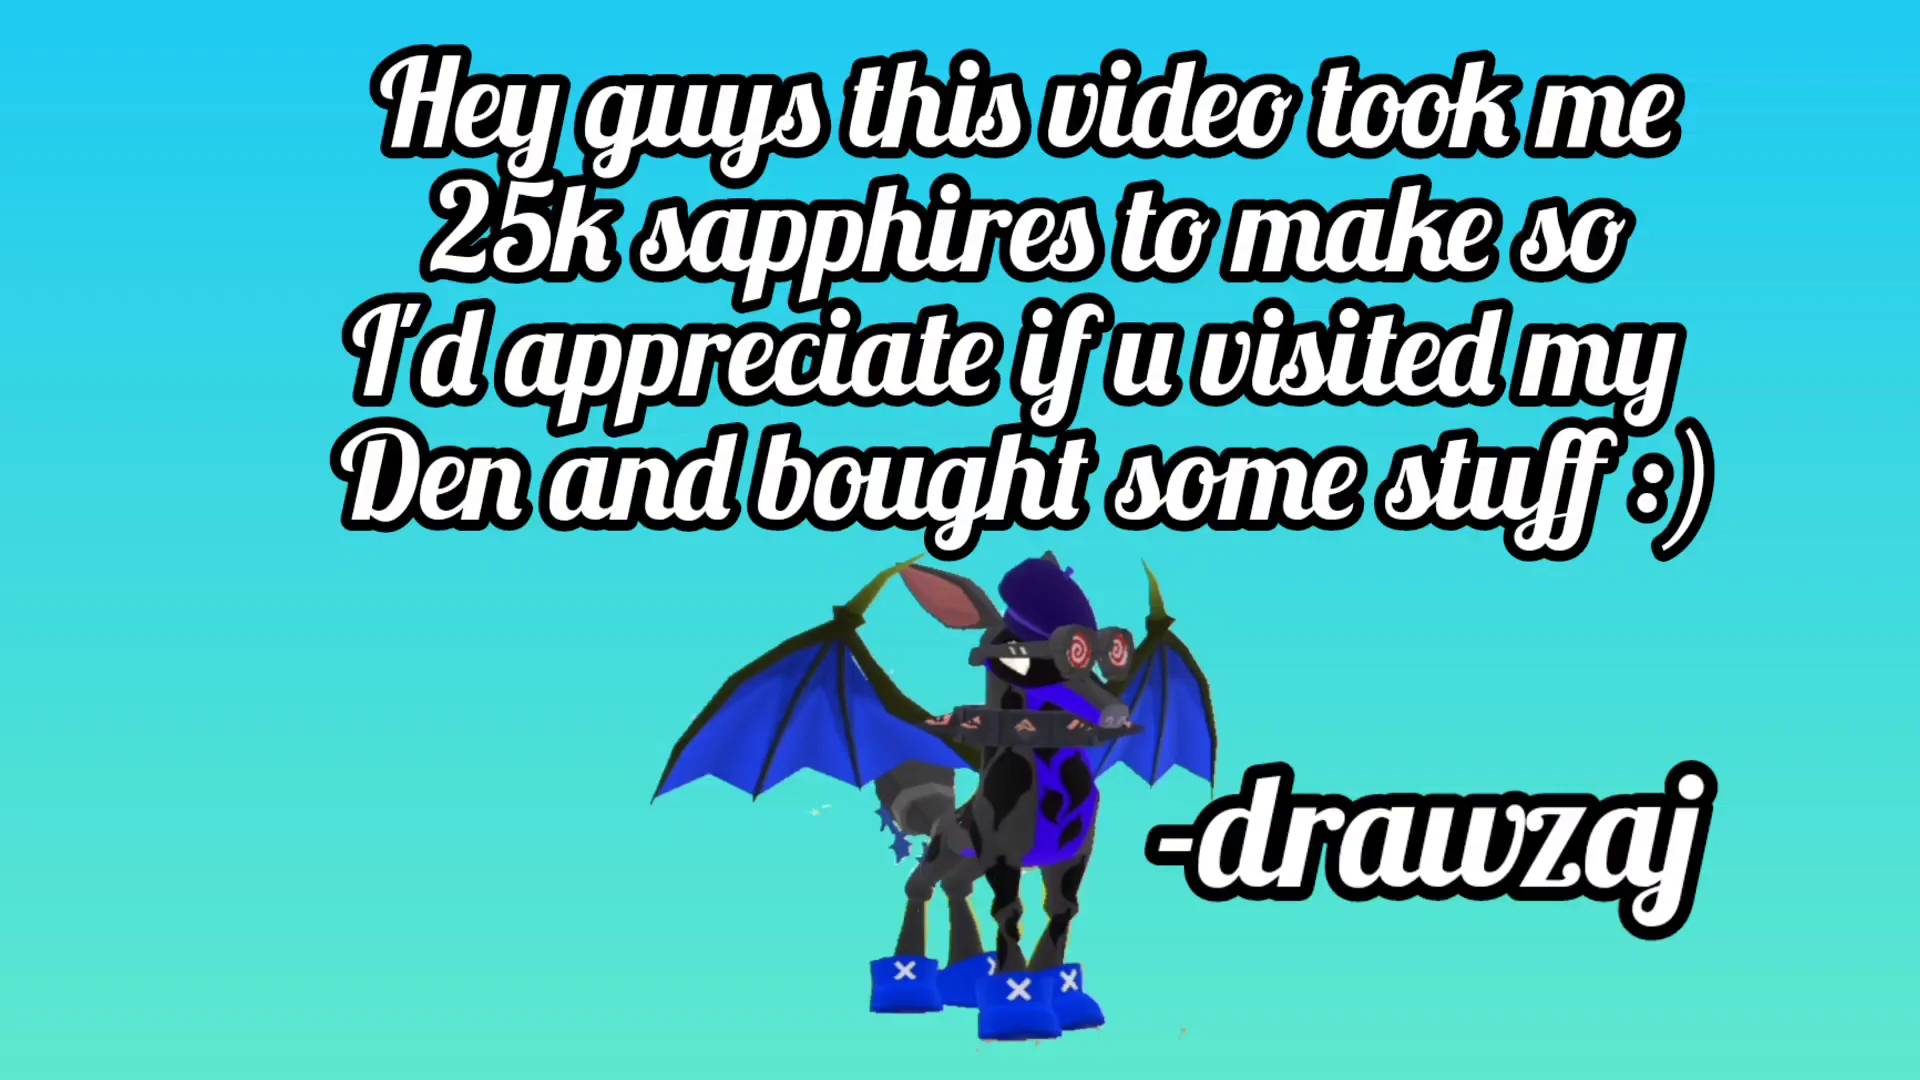 Hey guys this video took me
25k sapphires to make so
I'd appreciate if u visited my
Den and bought some stuff :)
-drawzaj